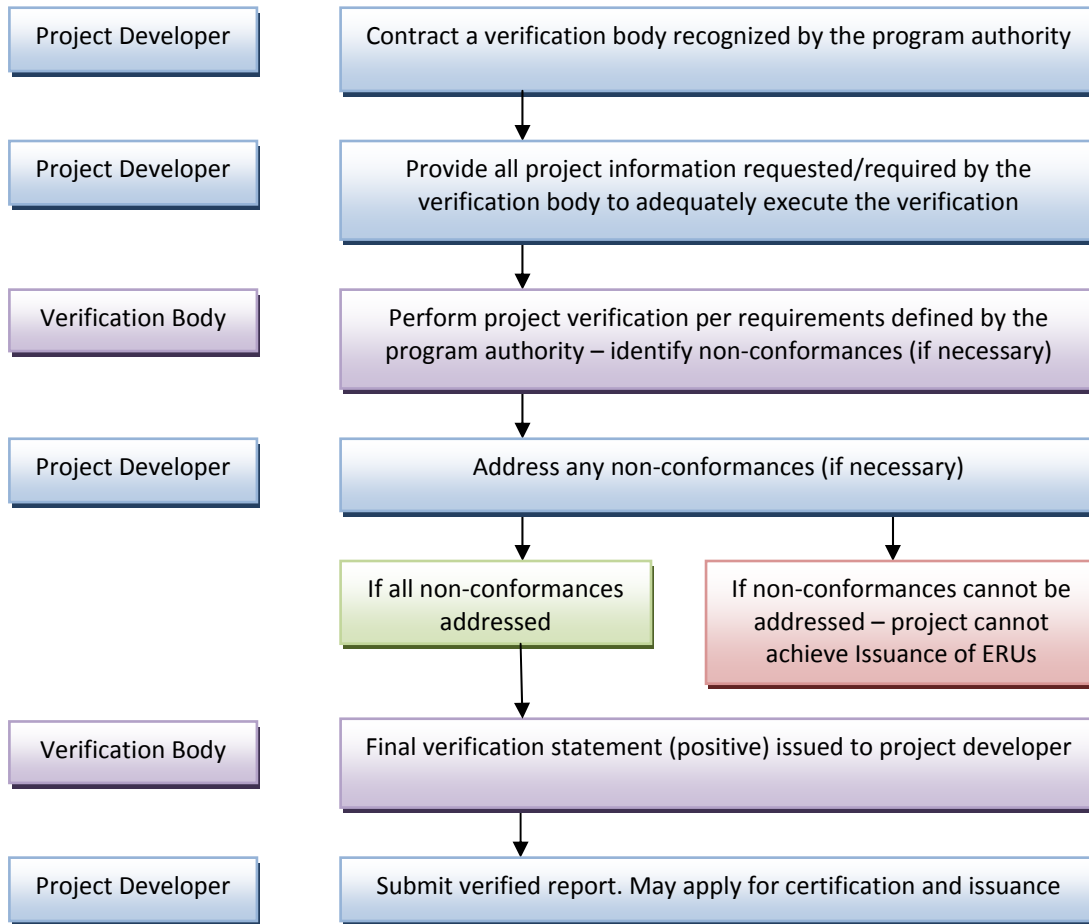 Project Developer
Contract a verification body recognized by the program authority
Project Developer
Provide all project information requested/required by the
verification body to adequately execute the verification
Verification Body
Perform project verification per requirements defined by the
program authority – identify non-conformances (if necessary)
Project Developer
Address any non-conformances (if necessary)
If all non-conformances
addressed
If non-conformances cannot be
addressed – project cannot
achieve Issuance of ERUs
Verification Body
Final verification statement (positive) issued to project developer
Project Developer
Submit verified report. May apply for certification and issuance